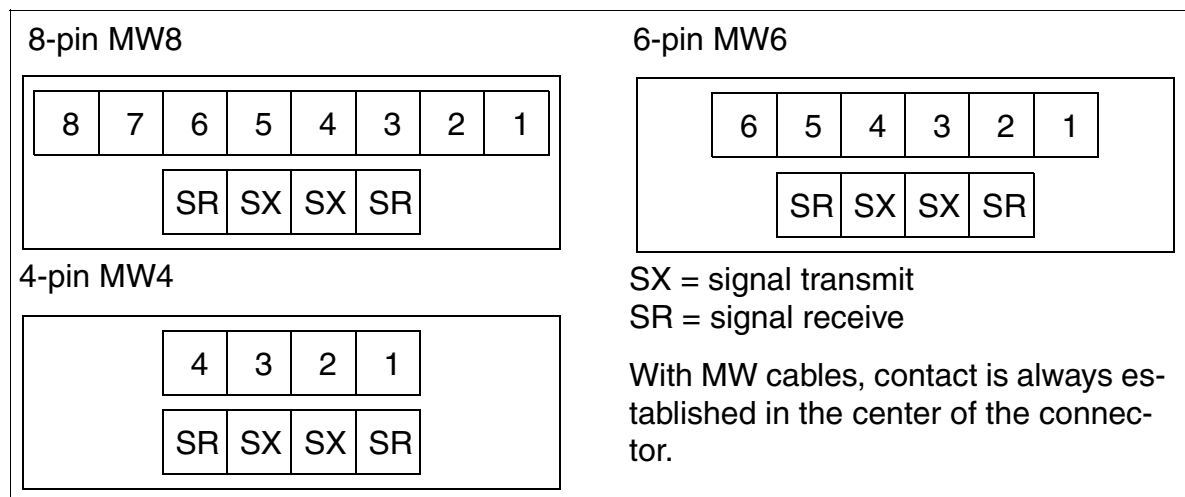 8-pin MW8
8 7 6 5 4 3 2 1
SR SX SX SR
4-pin MW4
4 3 2 1
SR SX SX SR
6-pin MW6
6 5 4 3 2 1
SR SX SX SR
SX = signal transmit
SR = signal receive
With MW cables, contact is always es-
tablished in the center of the connec-
tor.